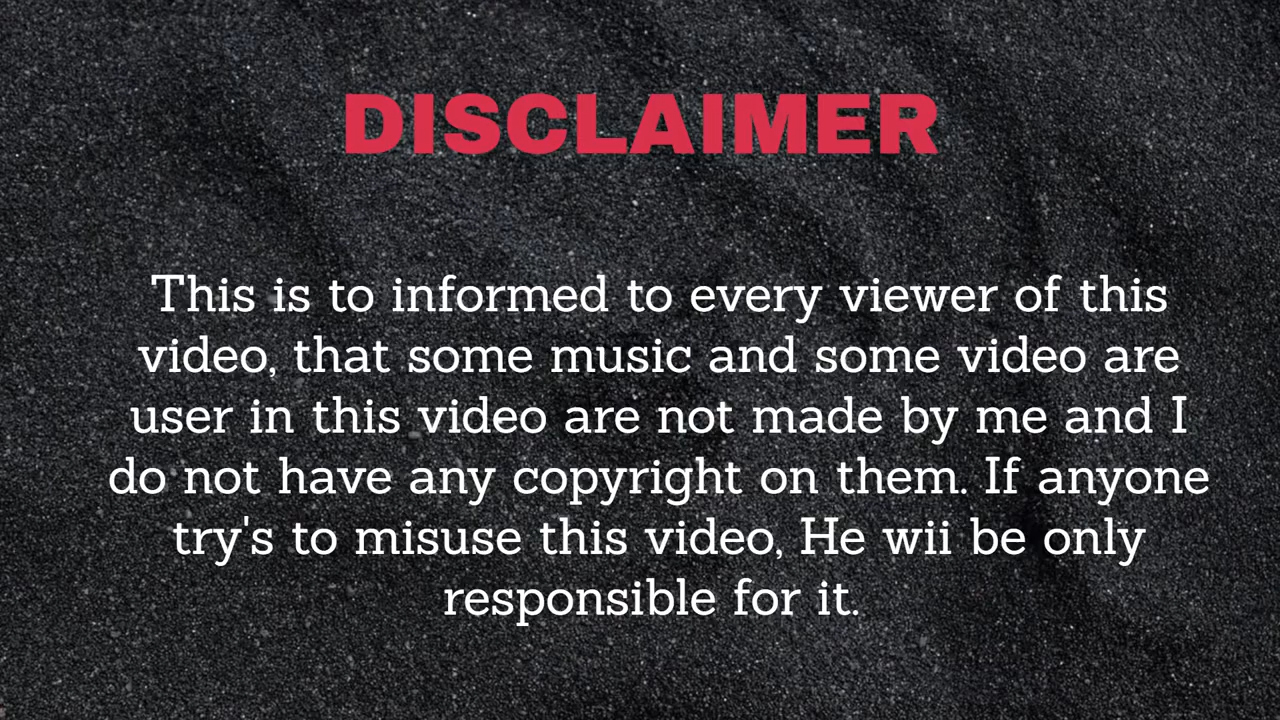 DISCLAIMER
This is to informed to every viewer of this
video, that some music and some video are
user in this video are not made by me and I
do not have any copyright on them. If anyone
try's to misuse this video, He wii be only
responsible for it.